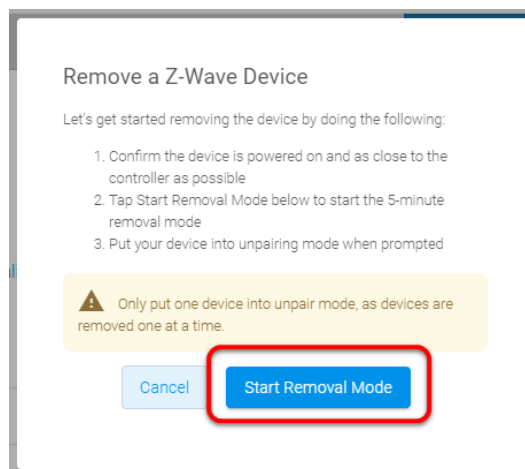 Remove a Z-Wave Device
Let's get started removing the device by doing the following:
1. Confirm the device is powered on and as close to the
controller as possible
2. Tap Start Removal Mode below to start the 5-minute
removal mode
3. Put your device into unpairing mode when prompted
Only put one device into unpair mode, as devices are
removed one at a time.
Cancel
Start Removal Mode